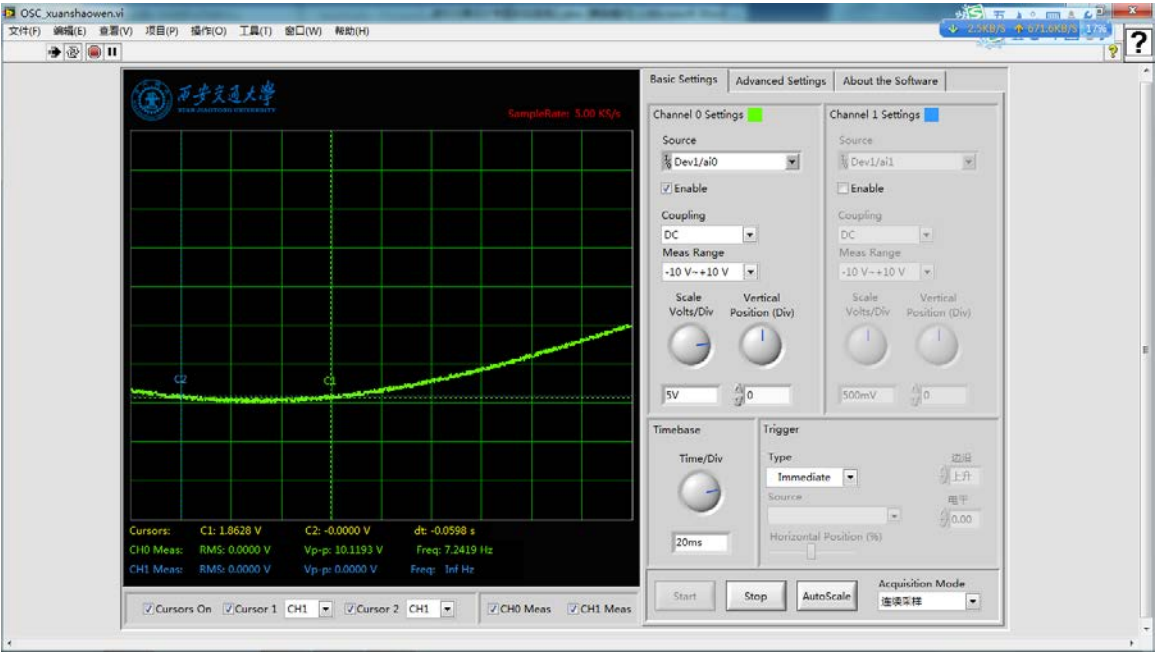 OSC_xuanshaowen.vi
文件(F) 编辑(E) 查看(V) 项目(P) 操作(O) 工具(T) 窗口(W) 帮助(H)
2.5KB/S 671.6KB/S 17%
西安交通大学
XI'AN JIAOTONG UNIVERSITY
SampleRate: 5.00 KS/s
C2
C1
Cursors: C1: 1.8628 V C2: -0.0000 V dt: -0.0598 s
CH0 Meas: RMS: 0.0000 V Vp-p: 10.1193 V Freq: 7.2419 Hz
CH1 Meas: RMS: 0.0000 V Vp-p: 0.0000 V Freq: Inf Hz
Cursors On Cursor 1 CH1 Cursor 2 CH1 CH0 Meas CH1 Meas
Basic Settings Advanced Settings About the Software
Channel 0 Settings
Source
Dev1/ai0
Enable
Coupling
DC
Meas Range
-10 V~+10 V
Scale Volts/Div
Vertical Position (Div)
5V
0
Channel 1 Settings
Source
Dev1/ai1
Enable
Coupling
DC
Meas Range
-10 V~+10 V
Scale Volts/Div
Vertical Position (Div)
500mV
0
Timebase
Time/Div
20ms
Trigger
Type
Immediate
Source
Horizontal Position (%)
边沿
上升
电平
0.00
Start Stop AutoScale
Acquisition Mode
连续采样